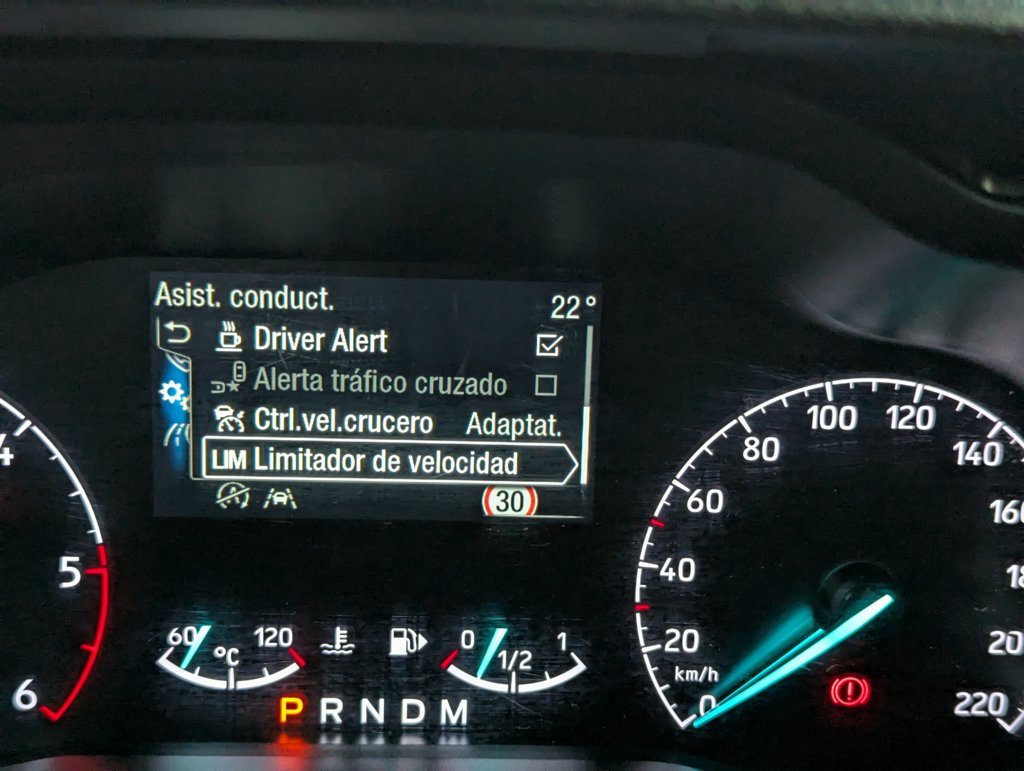 Asist. conduct. 22°
Driver Alert
Alerta tráfico cruzado
Ctrl.vel.crucero Adaptat.
LIM Limitador de velocidad
30
4
5
6
60 °C 120
0 1/2 1
P R N D M
0 20 40 60 80 100 120 140 220
km/h